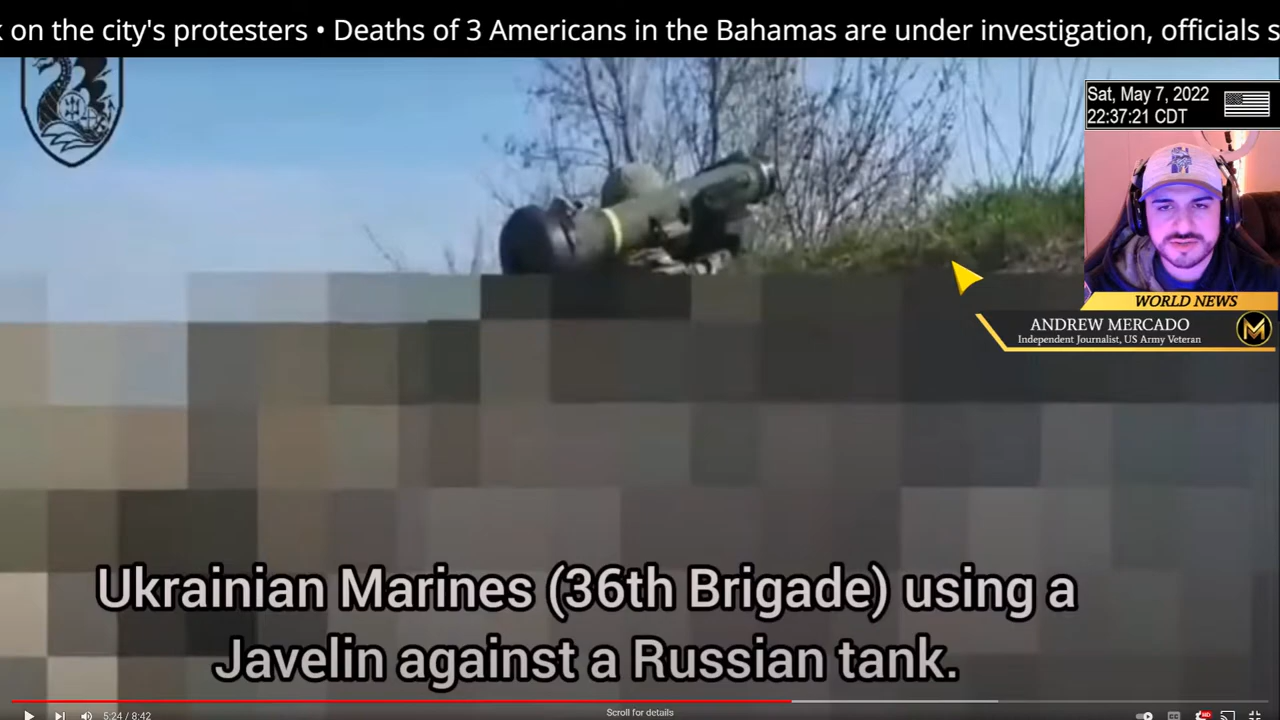 on the city's protesters • Deaths of 3 Americans in the Bahamas are under investigation, officials s
Sat, May 7, 2022
22:37:21 CDT
WORLD NEWS
ANDREW MERCADO
Independent Journalist, US Army Veteran
M
Ukrainian Marines (36th Brigade) using a
Javelin against a Russian tank.
5:24 / 8:42
Scroll for details
HD